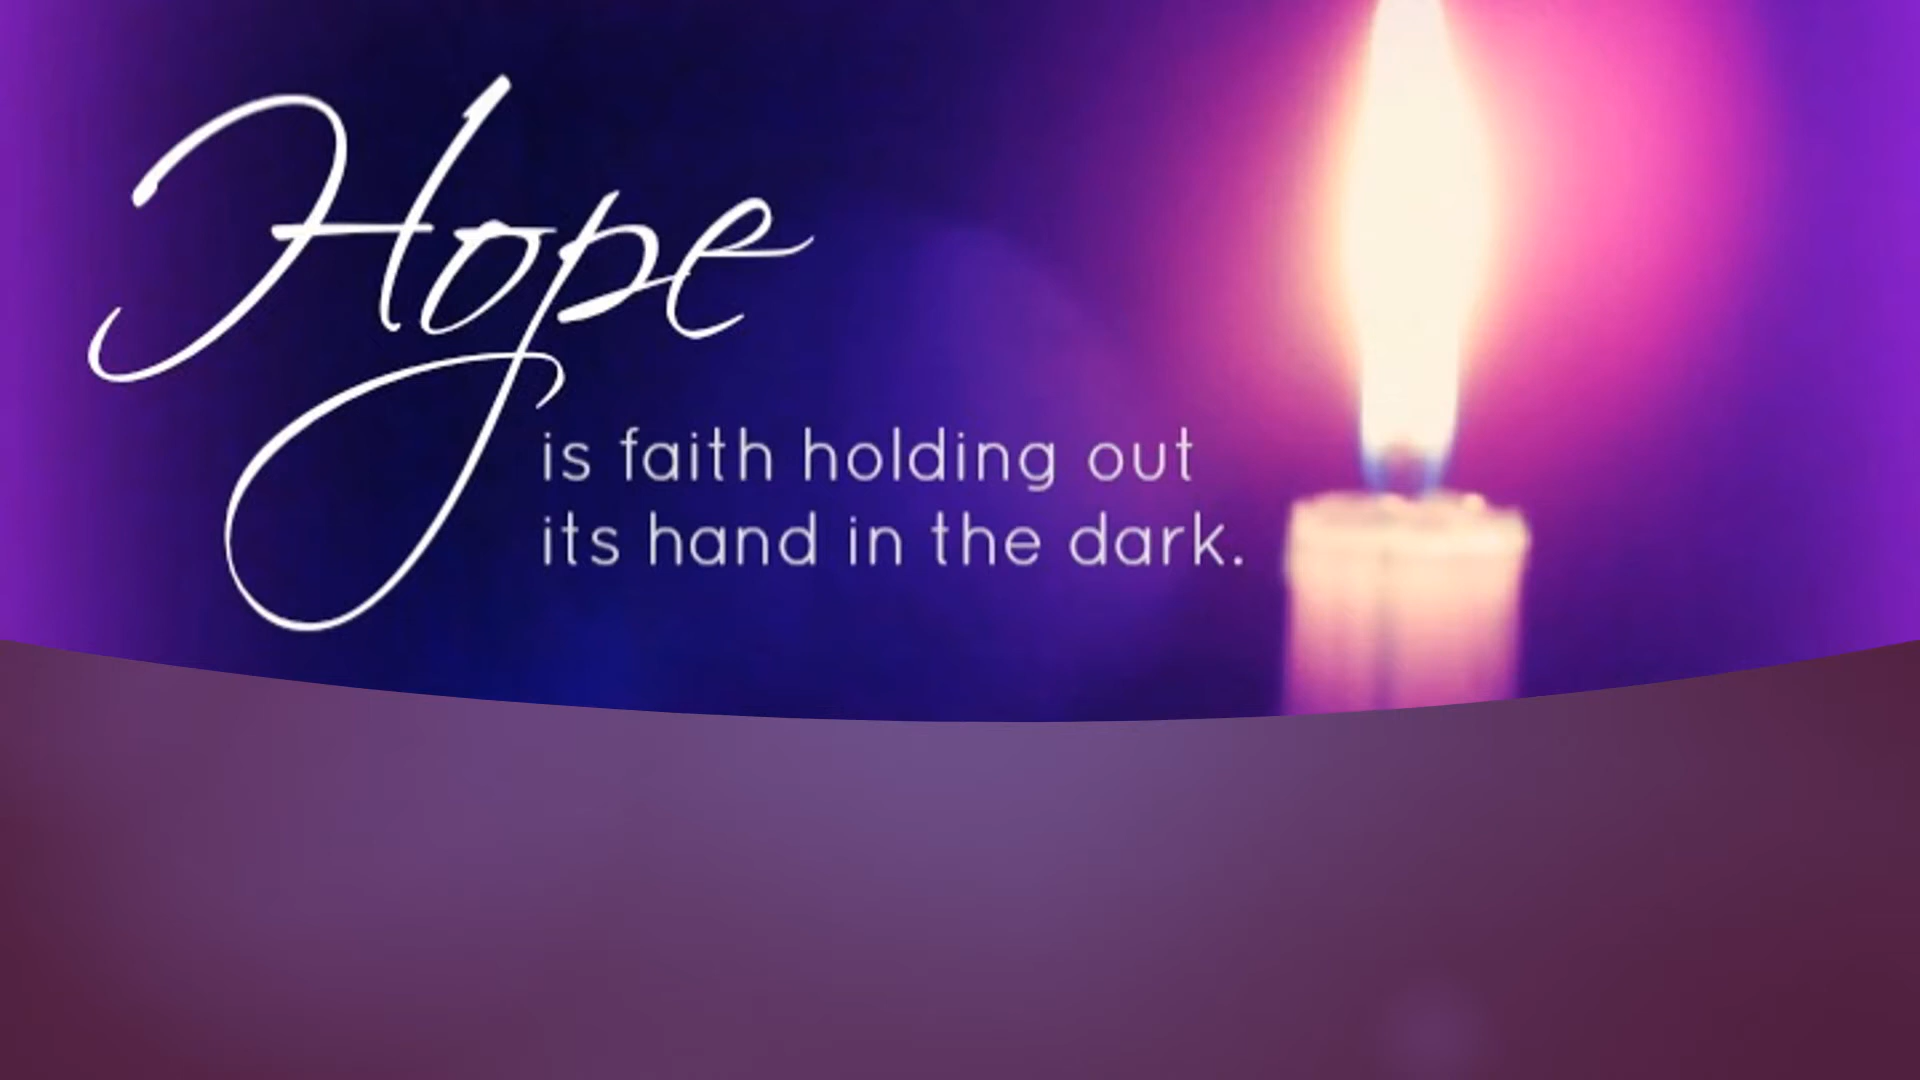 Hope
is faith holding out
its hand in the dark.